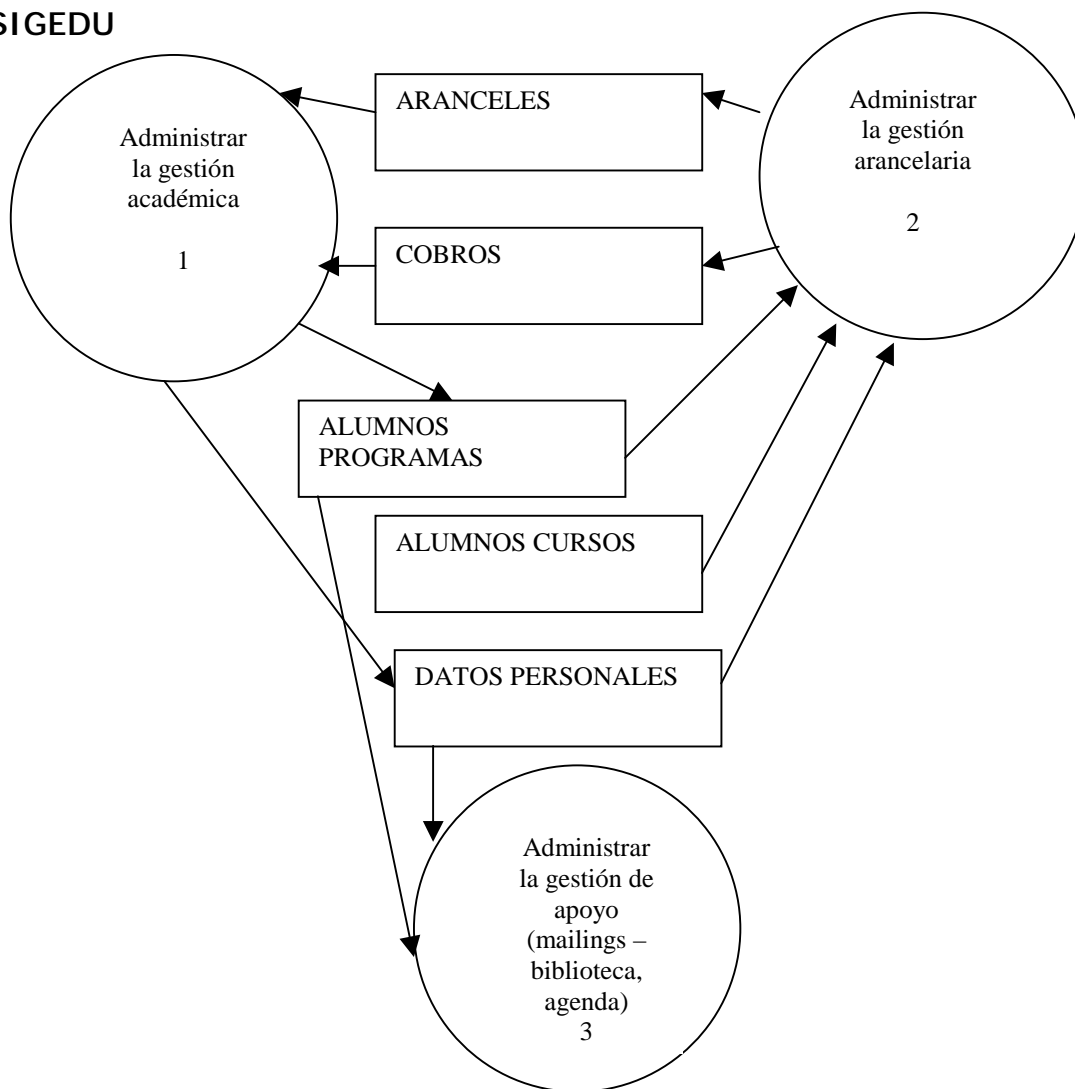 SIGEDU
ARANCELES
Administrar
la gestión
arancelaria
2
Administrar
la gestión
académica
1
COBROS
ALUMNOS
PROGRAMAS
ALUMNOS CURSOS
DATOS PERSONALES
Administrar
la gestión de
apoyo
(mailings –
biblioteca,
agenda)
3